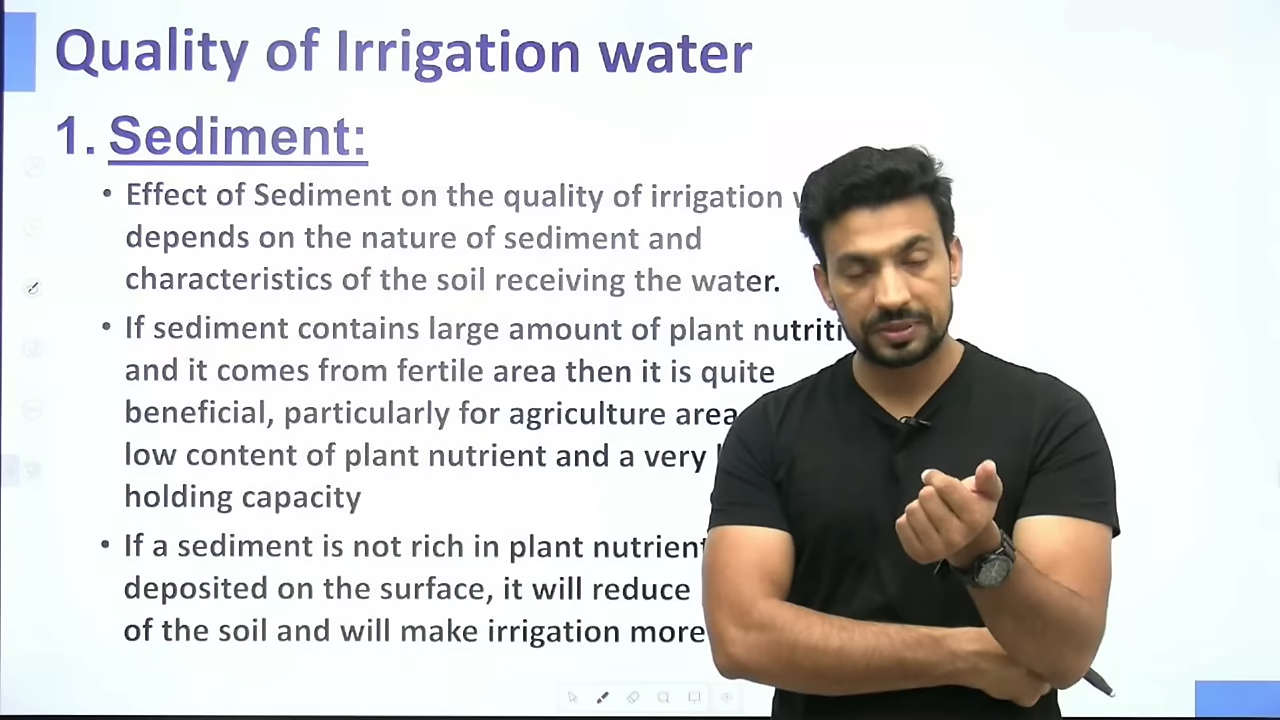 Quality of Irrigation water
1. Sediment:
• Effect of Sediment on the quality of irrigation
depends on the nature of sediment and
characteristics of the soil receiving the water.
• If sediment contains large amount of plant
and it comes from fertile area then it is quite
beneficial, particularly for agriculture area
low content of plant nutrient and a very
holding capacity
• If a sediment is not rich in plant
deposited on the surface, it will reduce
of the soil and will make irrigation more